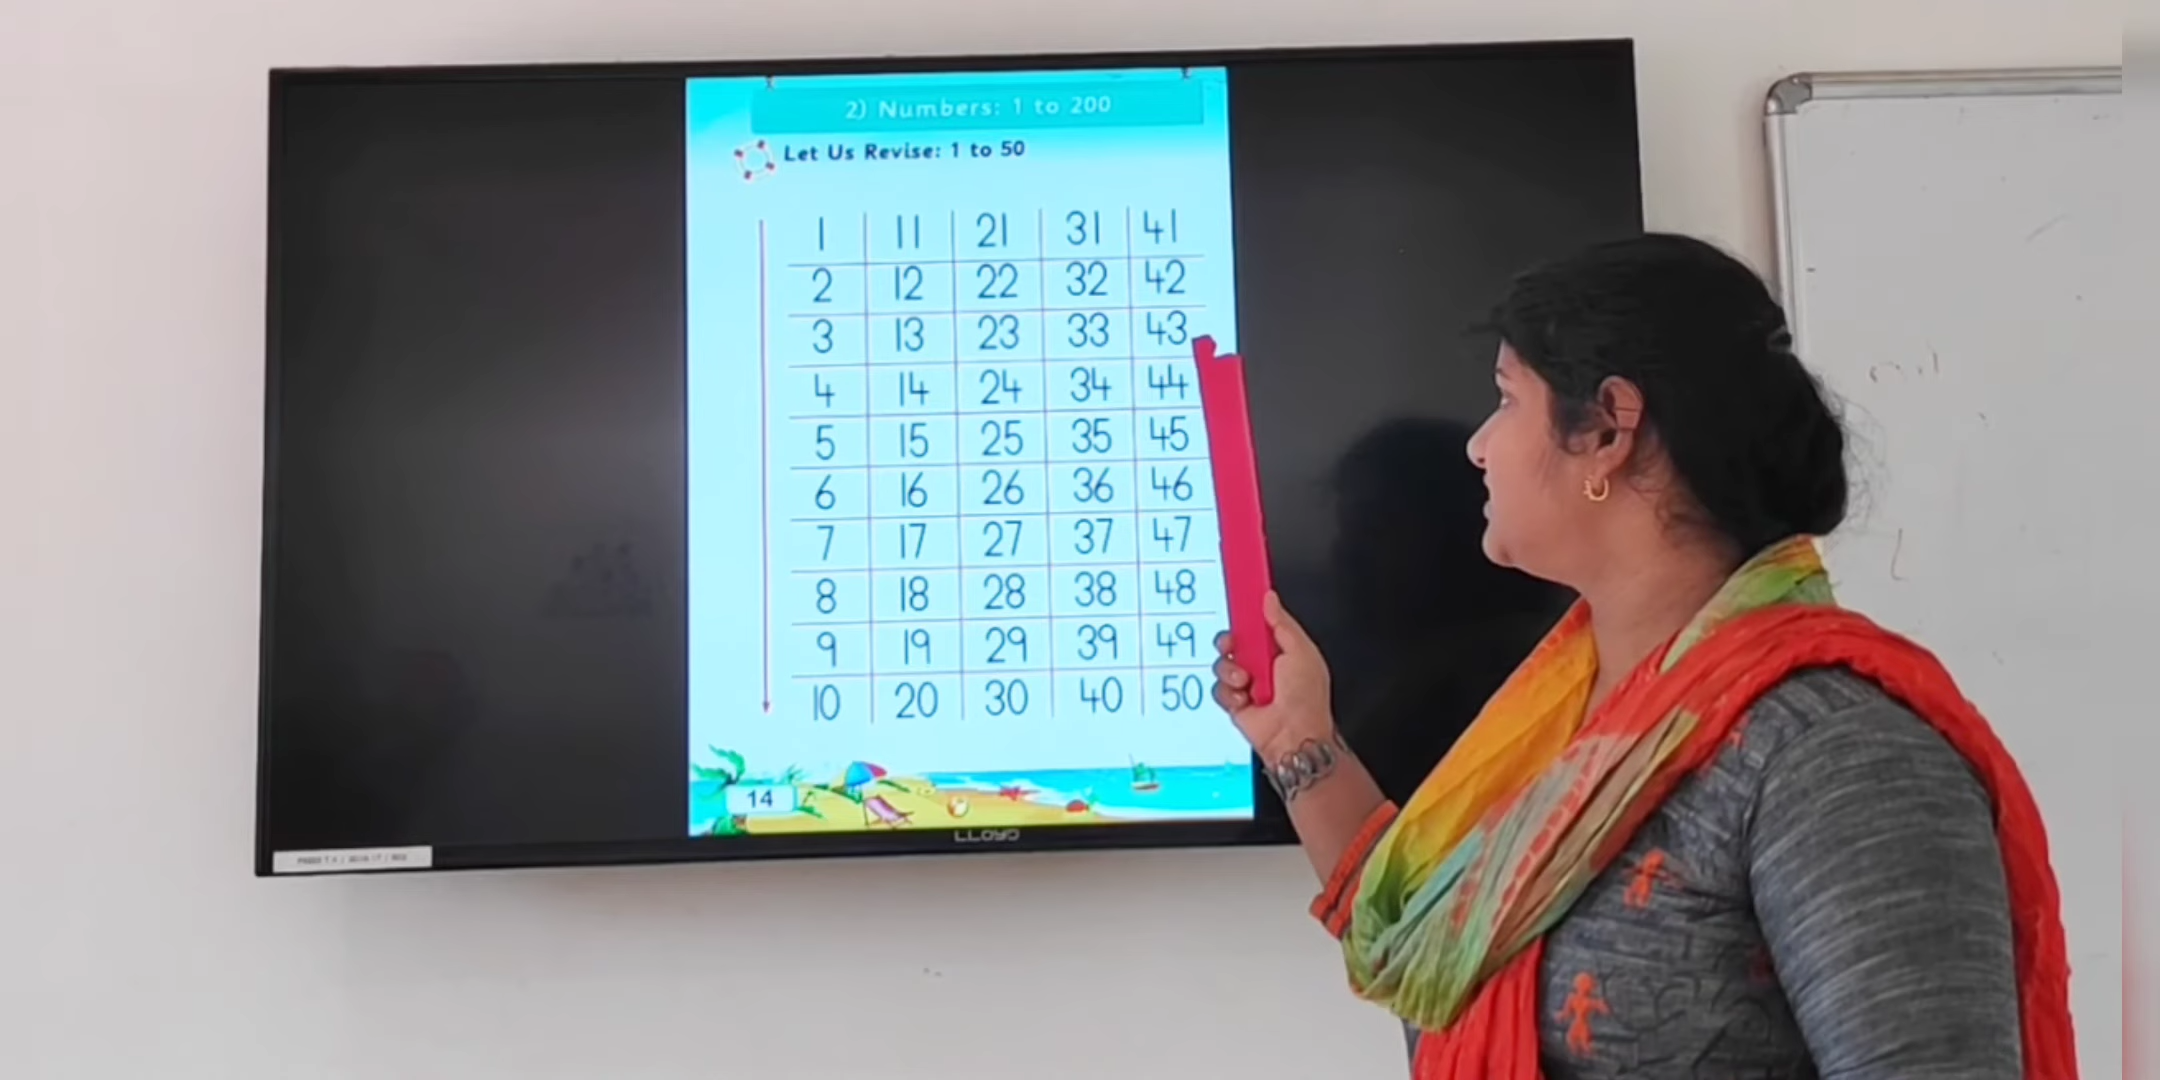 2) Numbers: 1 to 200
Let Us Revise: 1 to 50
1 11 21 31 41
2 12 22 32 42
3 13 23 33 43
4 14 24 34 44
5 15 25 35 45
6 16 26 36 46
7 17 27 37 47
8 18 28 38 48
9 19 29 39 49
10 20 30 40 50
14
LLOYD